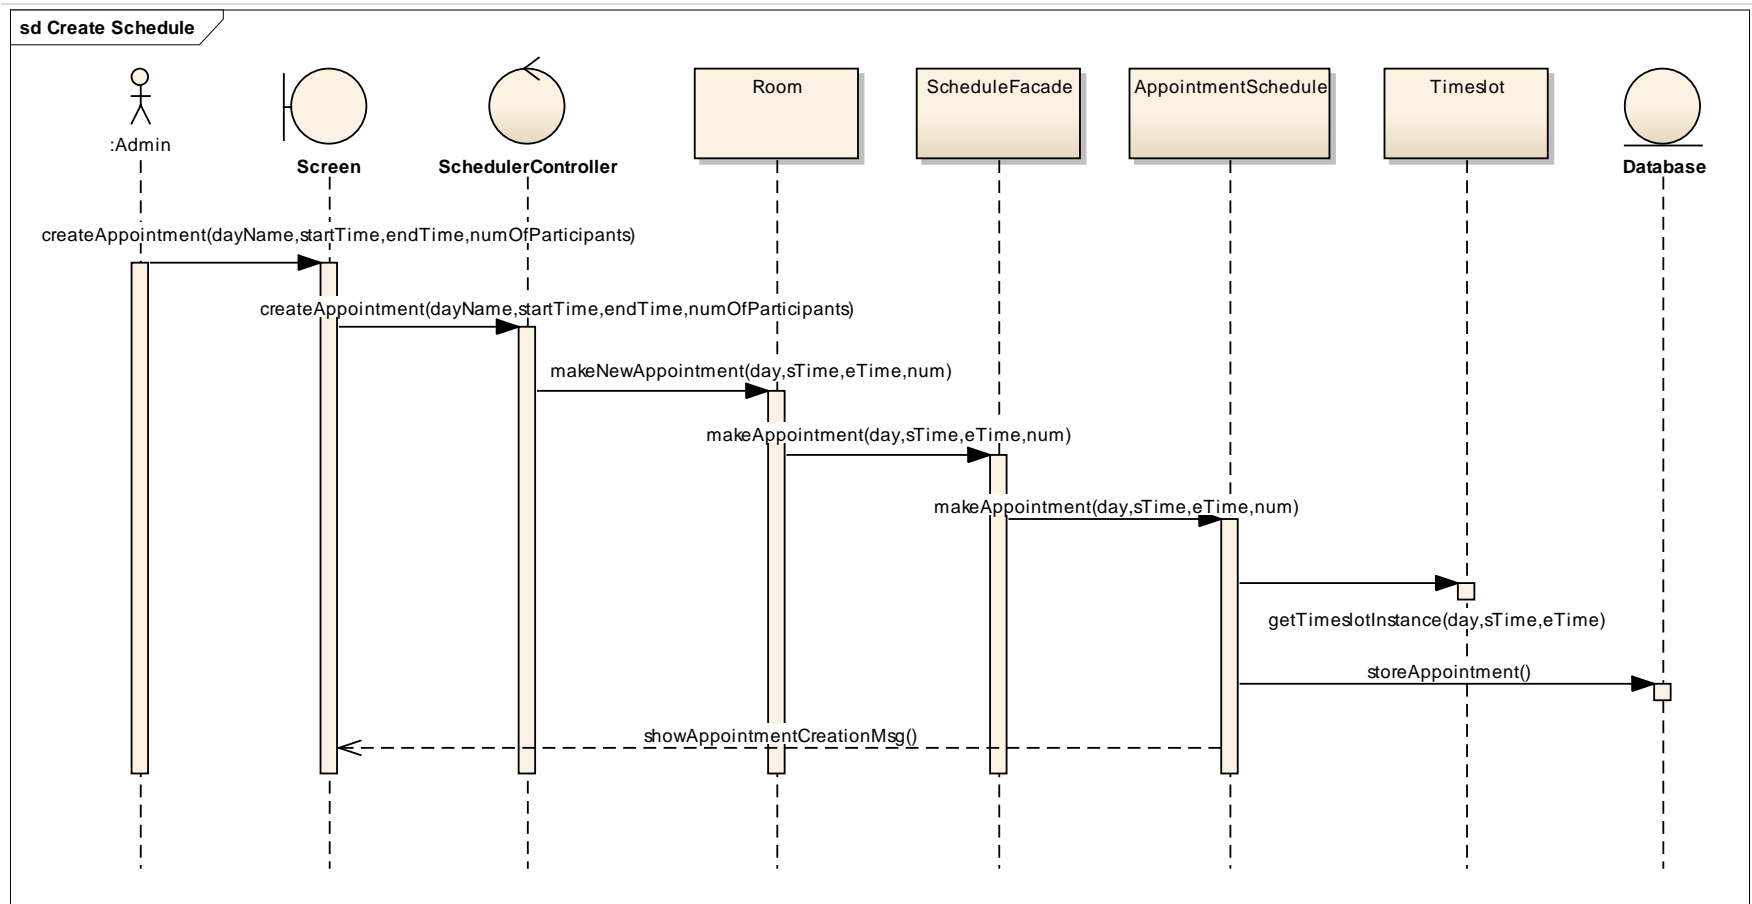 sd Create Schedule
:Admin
Screen
SchedulerController
Room
ScheduleFacade
AppointmentSchedule
Timeslot
Database
createAppointment(dayName,startTime,endTime,numOfParticipants)
createAppointment(dayName,startTime,endTime,numOfParticipants)
makeNewAppointment(day,sTime,eTime,num)
makeAppointment(day,sTime,eTime,num)
makeAppointment(day,sTime,eTime,num)
getTimeslotInstance(day,sTime,eTime)
storeAppointment()
showAppointmentCreationMsg()